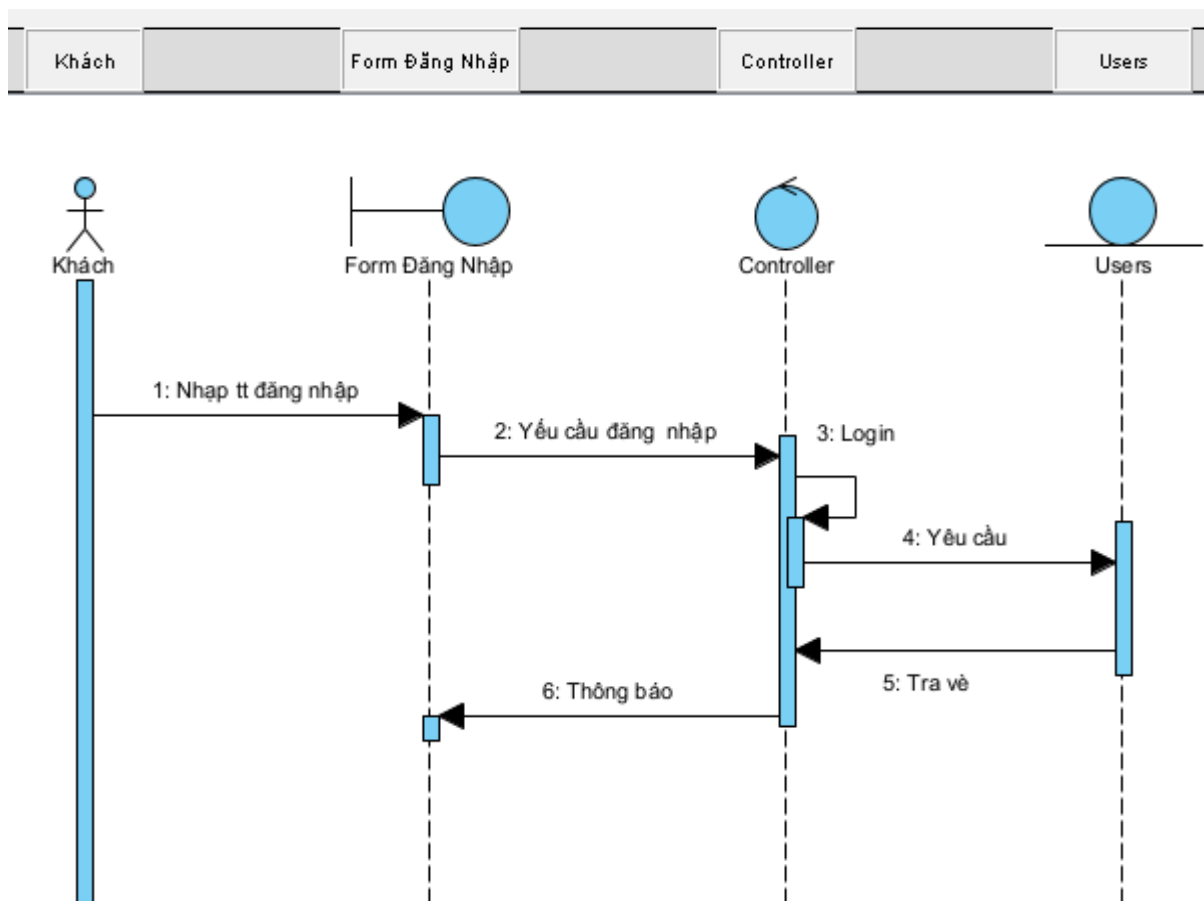 Khách
Form Đăng Nhập
Controller
Users
Khách
Form Đăng Nhập
Controller
Users
1: Nhạp tt đăng nhập
2: Yếu cầu đăng nhập
3: Login
4: Yêu cầu
5: Tra vè
6: Thông báo